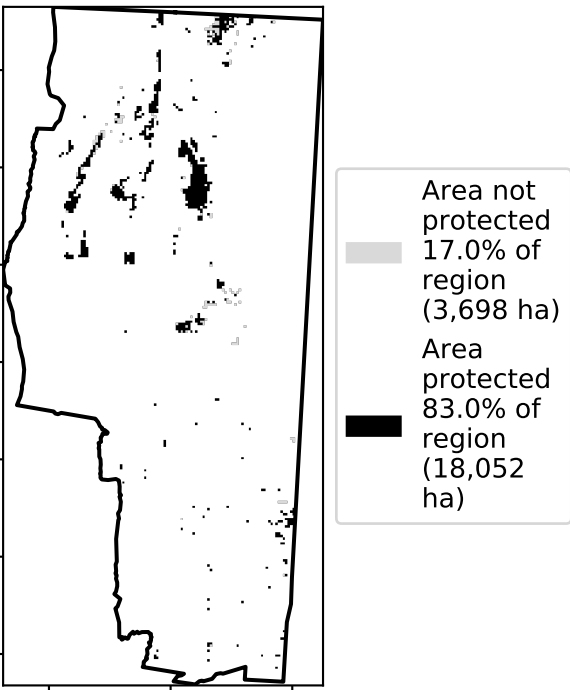 Area not
protected
17.0% of
region
(3,698 ha)
Area
protected
83.0% of
region
(18,052
ha)